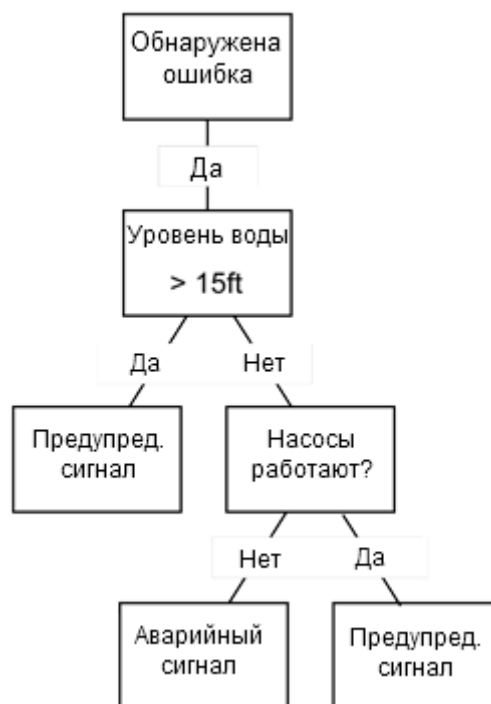 Обнаружена
ошибка
Да
Уровень воды
> 15ft
Да
Нет
Предупред.
сигнал
Насосы
работают?
Нет
Да
Аварийный
сигнал
Предупред.
сигнал